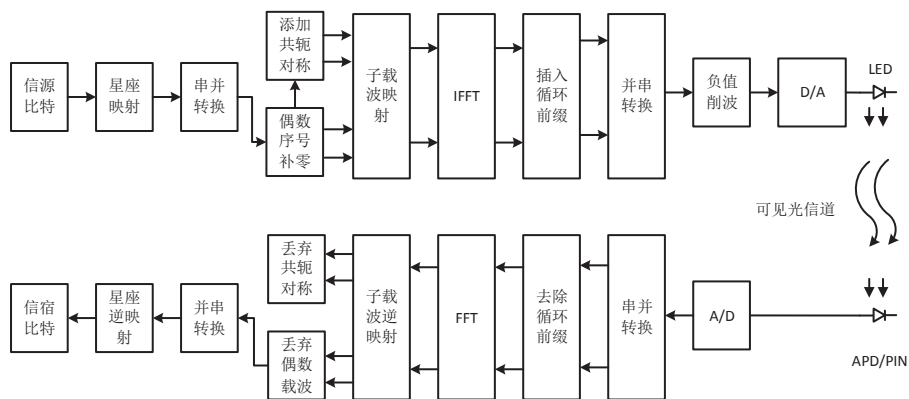 信源
比特
星座
映射
串并
转换
添加
共轭
对称
偶数
序号
补零
子载
波映
射
IFFT
插入
循环
前缀
并串
转换
负值
削波
D/A
LED
可见光信道
信宿
比特
星座
逆映
射
并串
转换
丢弃
共轭
对称
丢弃
偶数
载波
子载
波逆
映射
FFT
去除
循环
前缀
串并
转换
A/D
APD/PIN